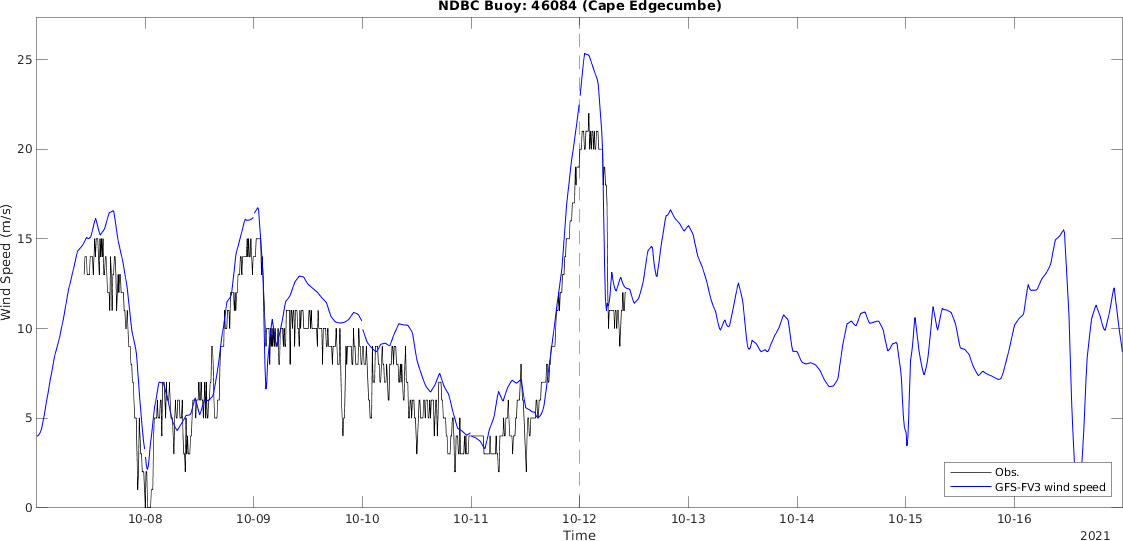 NDBC Buoy: 46084 (Cape Edgecumbe)
Wind Speed (m/s)
25
20
15
10
5
0
Obs.
GFS-FV3 wind speed
10-08 10-09 10-10 10-11 10-12 10-13 10-14 10-15 10-16
Time
2021